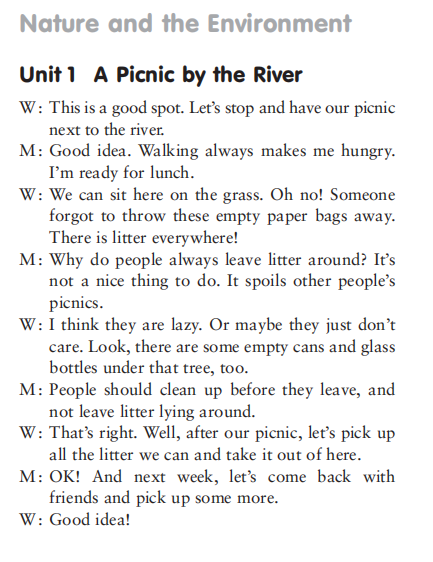 Nature and the Environment
Unit 1 A Picnic by the River
W: This is a good spot. Let's stop and have our picnic
next to the river.
M: Good idea. Walking always makes me hungry.
I'm ready for lunch.
W: We can sit here on the grass. Oh no! Someone
forgot to throw these empty paper bags away.
There is litter everywhere!
M: Why do people always leave litter around? It's
not a nice thing to do. It spoils other people's
picnics.
W: I think they are lazy. Or maybe they just don't
care. Look, there are some empty cans and glass
bottles under that tree, too.
M: People should clean up before they leave, and
not leave litter lying around.
W: That's right. Well, after our picnic, let's pick up
all the litter we can and take it out of here.
M: OK! And next week, let's come back with
friends and pick up some more.
W: Good idea!